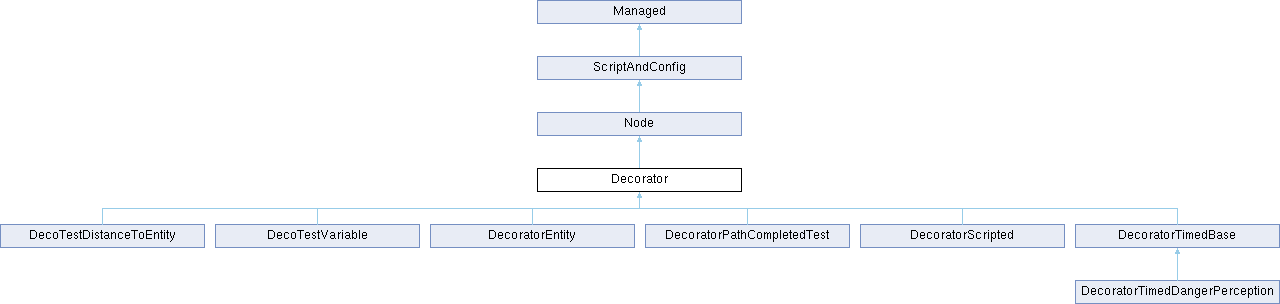 Managed
ScriptAndConfig
Node
Decorator
DecoTestDistanceToEntity
DecoTestVariable
DecoratorEntity
DecoratorPathCompletedTest
DecoratorScripted
DecoratorTimedBase
DecoratorTimedDangerPerception